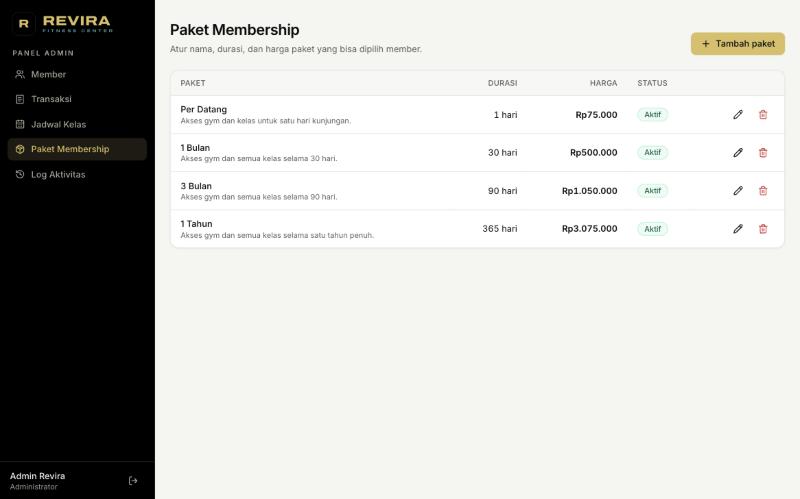 R REVIRA
FITNESS CENTER
PANEL ADMIN
Member
Transaksi
Jadwal Kelas
Paket Membership
Log Aktivitas
Admin Revira
Administrator
Paket Membership
Atur nama, durasi, dan harga paket yang bisa dipilih member.
+ Tambah paket
PAKET DURASI HARGA STATUS
Per Datang
Akses gym dan kelas untuk satu hari kunjungan.
1 hari Rp75.000 Aktif
1 Bulan
Akses gym dan semua kelas selama 30 hari.
30 hari Rp500.000 Aktif
3 Bulan
Akses gym dan semua kelas selama 90 hari.
90 hari Rp1.050.000 Aktif
1 Tahun
Akses gym dan semua kelas selama satu tahun penuh.
365 hari Rp3.075.000 Aktif